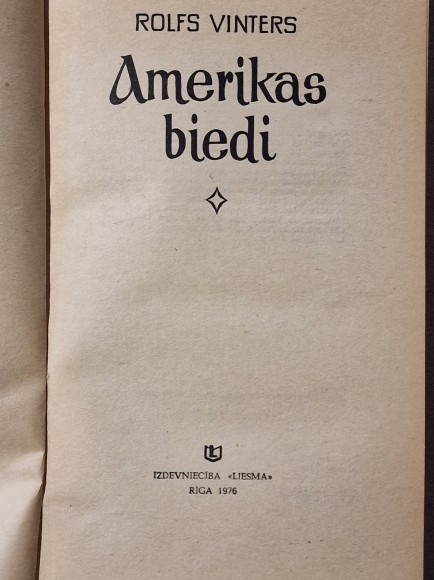 ROLFS VINTERS
Amerikas
biedi
IZDEVNIECĪBA «LIESMA»
RĪGA 1976